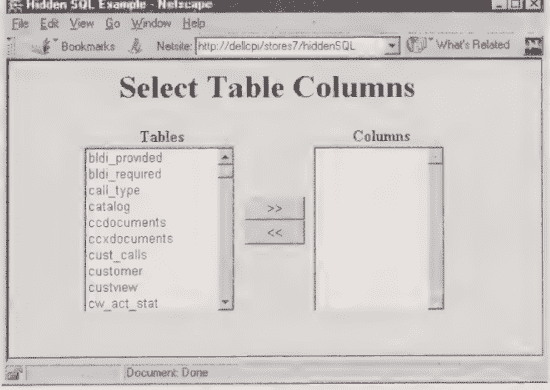 Hidden SQL Example - Netscape
File Edit View Go Window Help
Bookmarks Netsite: http://dellcpi/stores7/hiddenSQL What's Related
Select Table Columns
Tables Columns
bldi_provided
bldi_required
call_type
catalog
ccdocuments
ccxdocuments
cust_calls
customer
custview
cw_act_stat
>>
<<
Document: Done